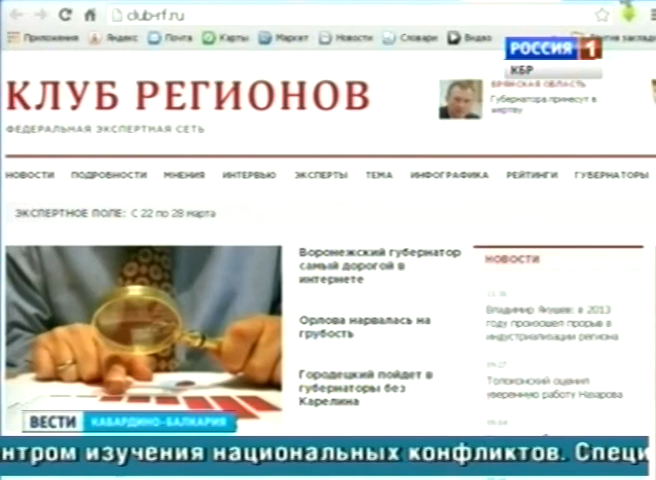 club-rf.ru
Приложения Яндекс Почта Карты Маркет Новости Словари Видео Другие заклад
РОССИЯ 1
КБР
КЛУБ РЕГИОНОВ
ФЕДЕРАЛЬНАЯ ЭКСПЕРТНАЯ СЕТЬ
БРЯНСКАЯ ОБЛАСТЬ
Губернатора принесут в
жертву
НОВОСТИ ПОДРОБНОСТИ МНЕНИЯ ИНТЕРВЬЮ ЭКСПЕРТЫ ТЕМА ИНФОГРАФИКА РЕЙТИНГИ ГУБЕРНАТОРЫ
ЭКСПЕРТНОЕ ПОЛЕ: С 22 по 28 марта
Воронежский губернатор
самый дорогой в
интернете
Орлова нарвалась на
грубость
Городецкий пойдет в
губернаторы без
Карелина
НОВОСТИ
Владимир Якушев: в 2013
году произошел прорыв в
индустриализации региона
Толоконский оценил
уверенную работу Назарова
ВЕСТИ КАБАРДИНО-БАЛКАРИЯ
нтром изучения национальных конфликтов. Специ